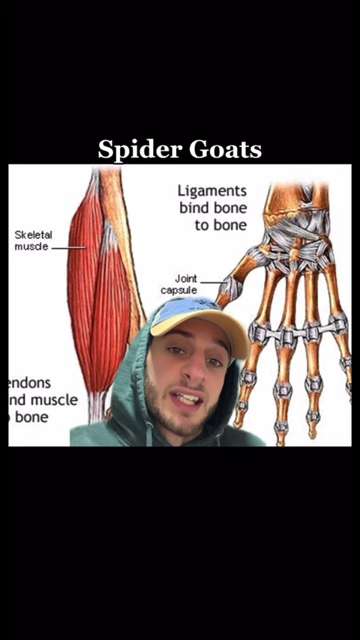 Spider Goats
Ligaments
bind bone
to bone
Skeletal
muscle
Joint
capsule
endons
nd muscle
bone